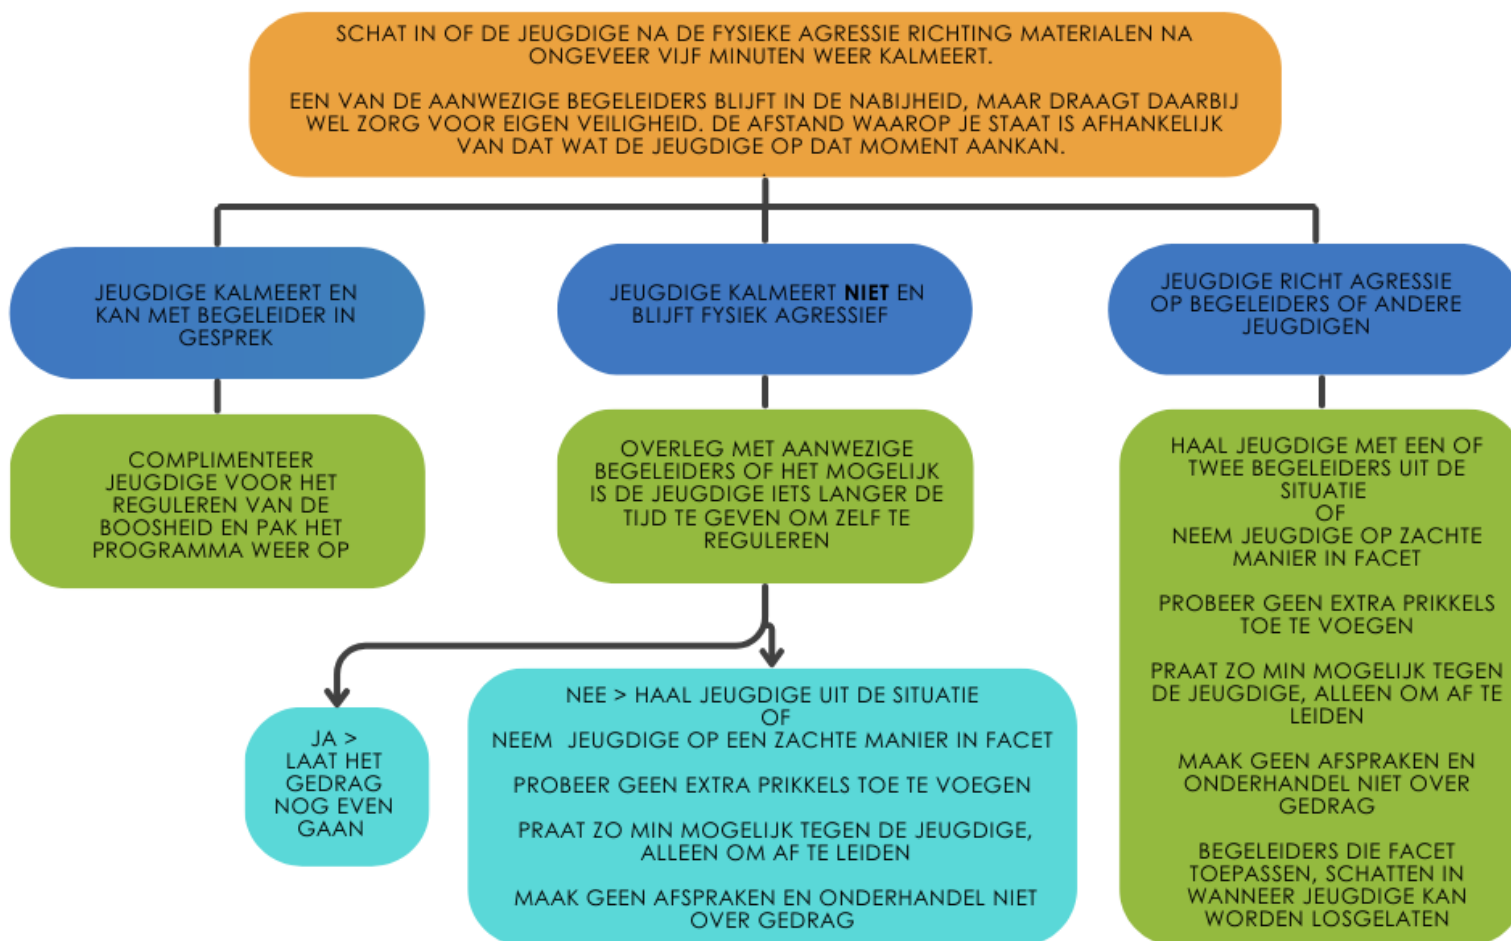 SCHAT IN OF DE JEUGDIGE NA DE FYSIEKE AGRESSIE RICHTING MATERIALEN NA
ONGEVEER VIJF MINUTEN WEER KALMEERT.
EEN VAN DE AANWEZIGE BEGELEIDERS BLIJFT IN DE NABIJHEID, MAAR DRAAGT DAARBIJ
WEL ZORG VOOR EIGEN VEILIGHEID. DE AFSTAND WAAROP JE STAAT IS AFHANKELIJK
VAN DAT WAT DE JEUGDIGE OP DAT MOMENT AANKAN.
JEUGDIGE KALMEERT EN
KAN MET BEGELEIDER IN
GESPREK
COMPLIMENTEER
JEUGDIGE VOOR HET
REGULEREN VAN DE
BOOSHEID EN PAK HET
PROGRAMMA WEER OP
JEUGDIGE KALMEERT NIET EN
BLIJFT FYSIEK AGRESSIEF
OVERLEG MET AANWEZIGE
BEGELEIDERS OF HET MOGELIJK
IS DE JEUGDIGE IETS LANGER DE
TIJD TE GEVEN OM ZELF TE
REGULEREN
JA >
LAAT HET
GEDRAG
NOG EVEN
GAAN
NEE > HAAL JEUGDIGE UIT DE SITUATIE
OF
NEEM JEUGDIGE OP EEN ZACHTE MANIER IN FACET
PROBEER GEEN EXTRA PRIKKELS TOE TE VOEGEN
PRAAT ZO MIN MOGELIJK TEGEN DE JEUGDIGE,
ALLEEN OM AF TE LEIDEN
MAAK GEEN AFSPRAKEN EN ONDERHANDEL NIET
OVER GEDRAG
JEUGDIGE RICHT AGRESSIE
OP BEGELEIDERS OF ANDERE
JEUGDIGEN
HAAL JEUGDIGE MET EEN OF
TWEE BEGELEIDERS UIT DE
SITUATIE
OF
NEEM JEUGDIGE OP ZACHTE
MANIER IN FACET
PROBEER GEEN EXTRA PRIKKELS
TOE TE VOEGEN
PRAAT ZO MIN MOGELIJK TEGEN
DE JEUGDIGE, ALLEEN OM AF TE
LEIDEN
MAAK GEEN AFSPRAKEN EN
ONDERHANDEL NIET OVER
GEDRAG
BEGELEIDERS DIE FACET
TOEPASSEN, SCHATTEN IN
WANNEER JEUGDIGE KAN
WORDEN LOSGELATEN